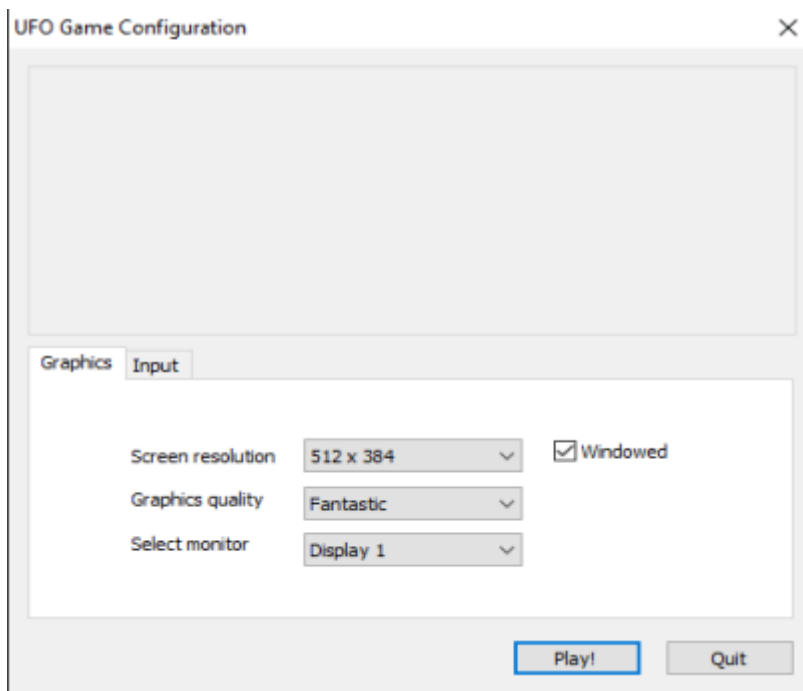 UFO Game Configuration
Graphics Input
Screen resolution 512 x 384 Windowed
Graphics quality Fantastic
Select monitor Display 1
Play! Quit